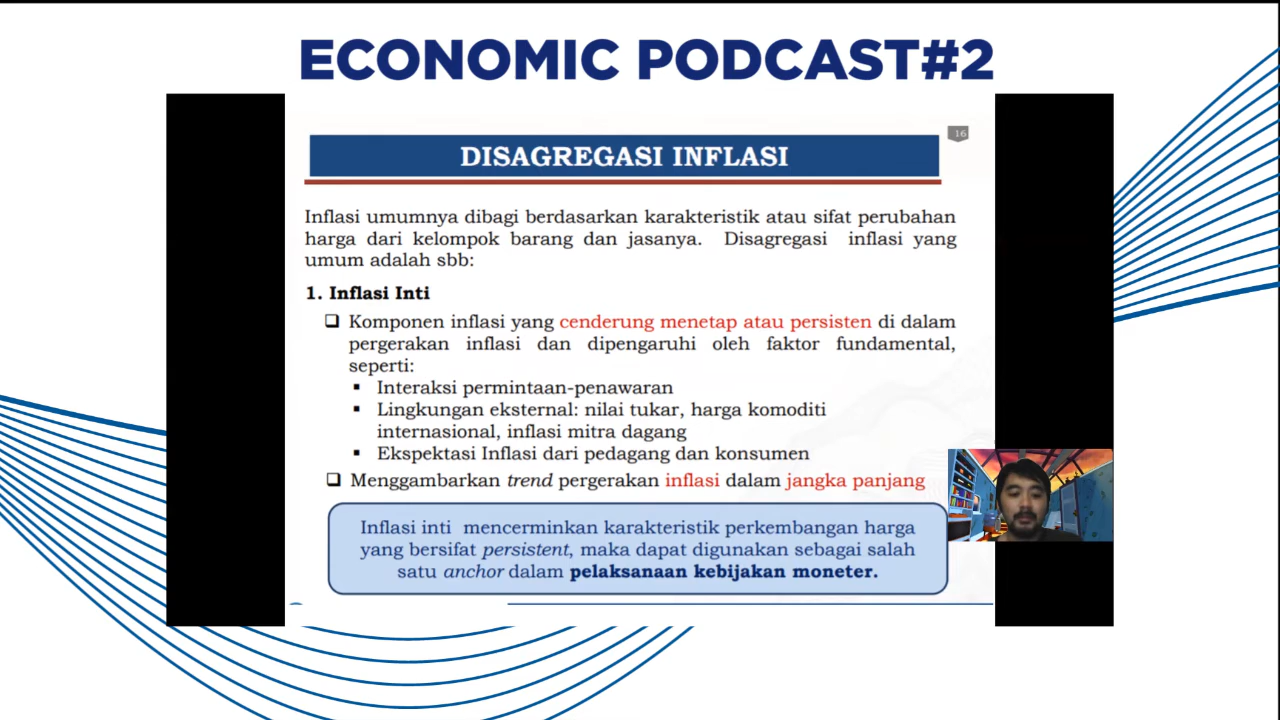 ECONOMIC PODCAST#2
16
DISAGREGASI INFLASI
Inflasi umumnya dibagi berdasarkan karakteristik atau sifat perubahan
harga dari kelompok barang dan jasanya. Disagregasi inflasi yang
umum adalah sbb:
1. Inflasi Inti
❑ Komponen inflasi yang cenderung menetap atau persisten di dalam
pergerakan inflasi dan dipengaruhi oleh faktor fundamental,
seperti:
▪ Interaksi permintaan-penawaran
▪ Lingkungan eksternal: nilai tukar, harga komoditi
internasional, inflasi mitra dagang
▪ Ekspektasi Inflasi dari pedagang dan konsumen
❑ Menggambarkan trend pergerakan inflasi dalam jangka panjang
Inflasi inti mencerminkan karakteristik perkembangan harga
yang bersifat persistent, maka dapat digunakan sebagai salah
satu anchor dalam pelaksanaan kebijakan moneter.